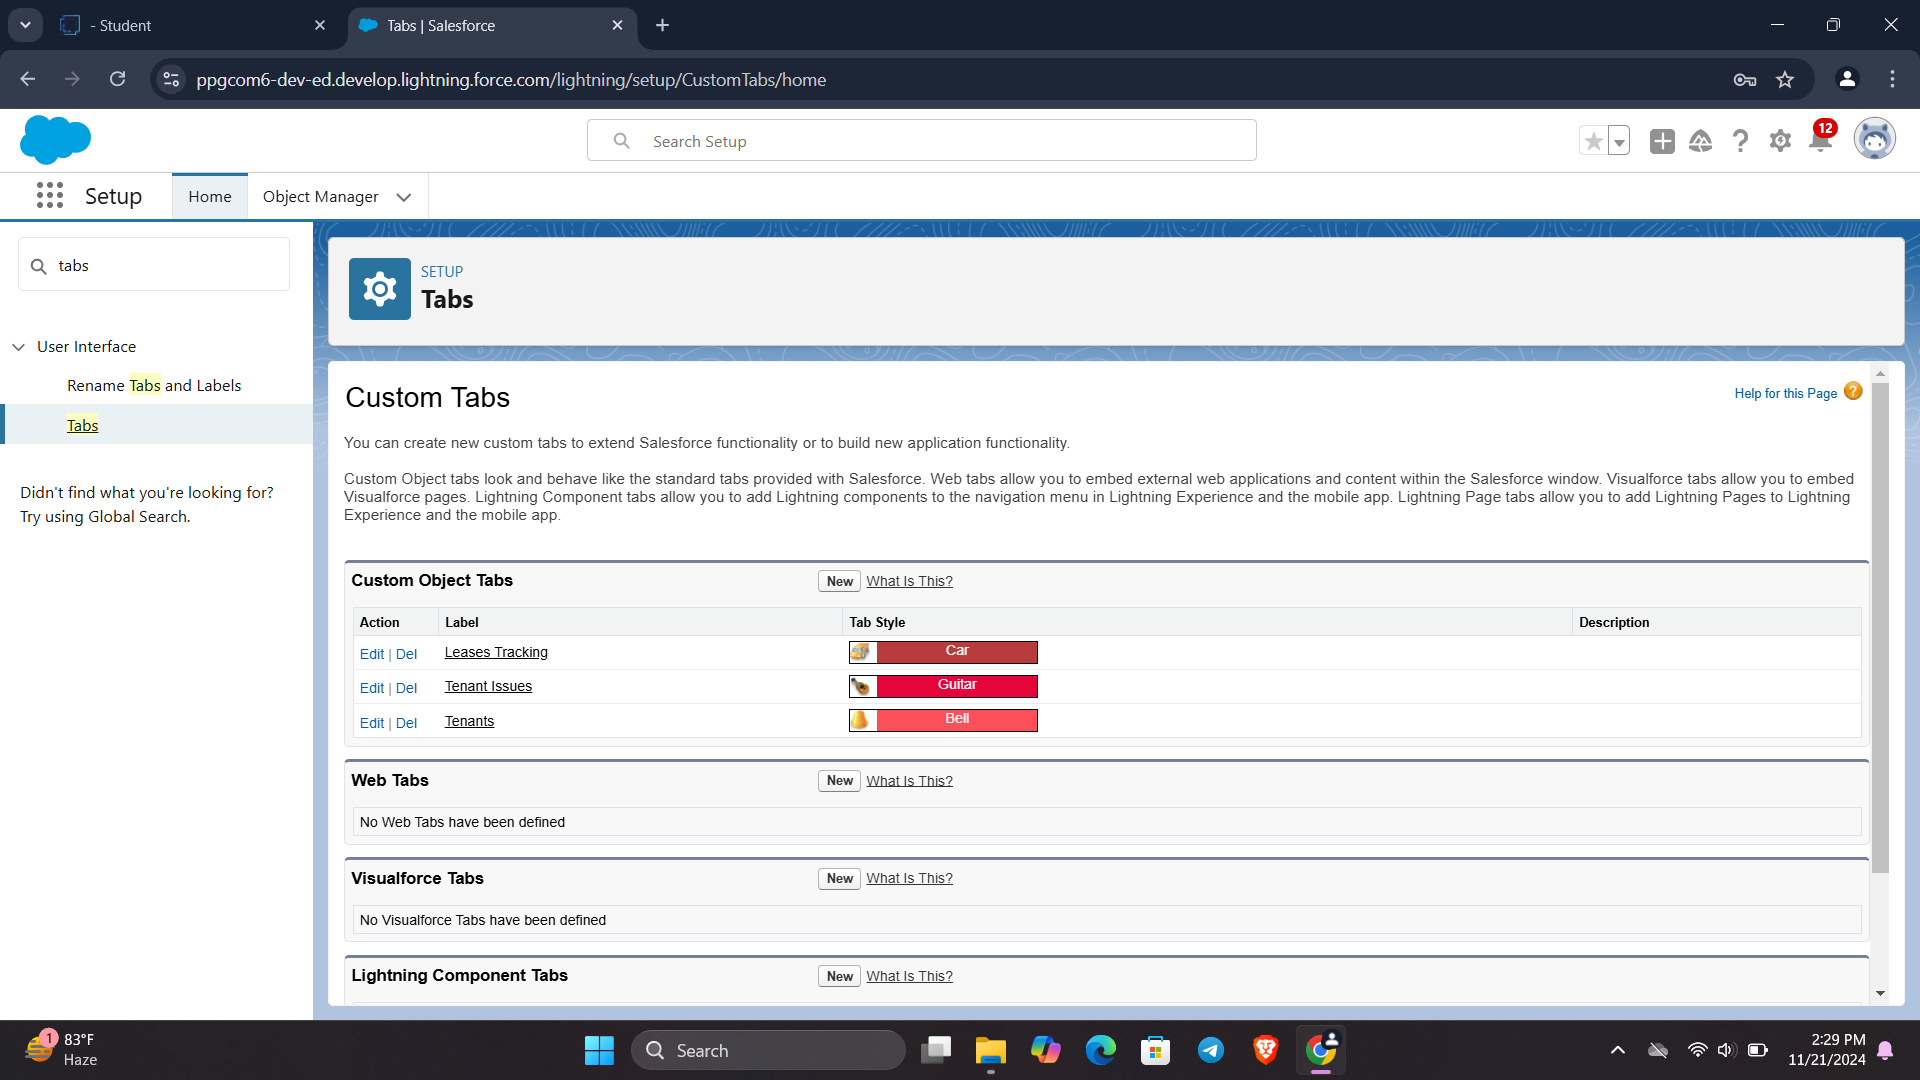 - Student
Tabs | Salesforce
ppgcom6-dev-ed.develop.lightning.force.com/lightning/setup/CustomTabs/home
Search Setup
12
Setup
Home
Object Manager
tabs
User Interface
Rename Tabs and Labels
Tabs
Didn't find what you're looking for?
Try using Global Search.
SETUP
Tabs
Custom Tabs
Help for this Page
You can create new custom tabs to extend Salesforce functionality or to build new application functionality.
Custom Object tabs look and behave like the standard tabs provided with Salesforce. Web tabs allow you to embed external web applications and content within the Salesforce window. Visualforce tabs allow you to embed
Visualforce pages. Lightning Component tabs allow you to add Lightning components to the navigation menu in Lightning Experience and the mobile app. Lightning Page tabs allow you to add Lightning Pages to Lightning
Experience and the mobile app.
Custom Object Tabs New What Is This?
Action Label Tab Style Description
Edit | Del Leases Tracking Car
Edit | Del Tenant Issues Guitar
Edit | Del Tenants Bell
Web Tabs New What Is This?
No Web Tabs have been defined
Visualforce Tabs New What Is This?
No Visualforce Tabs have been defined
Lightning Component Tabs New What Is This?
1
83°F
Haze
Search
2:29 PM
11/21/2024